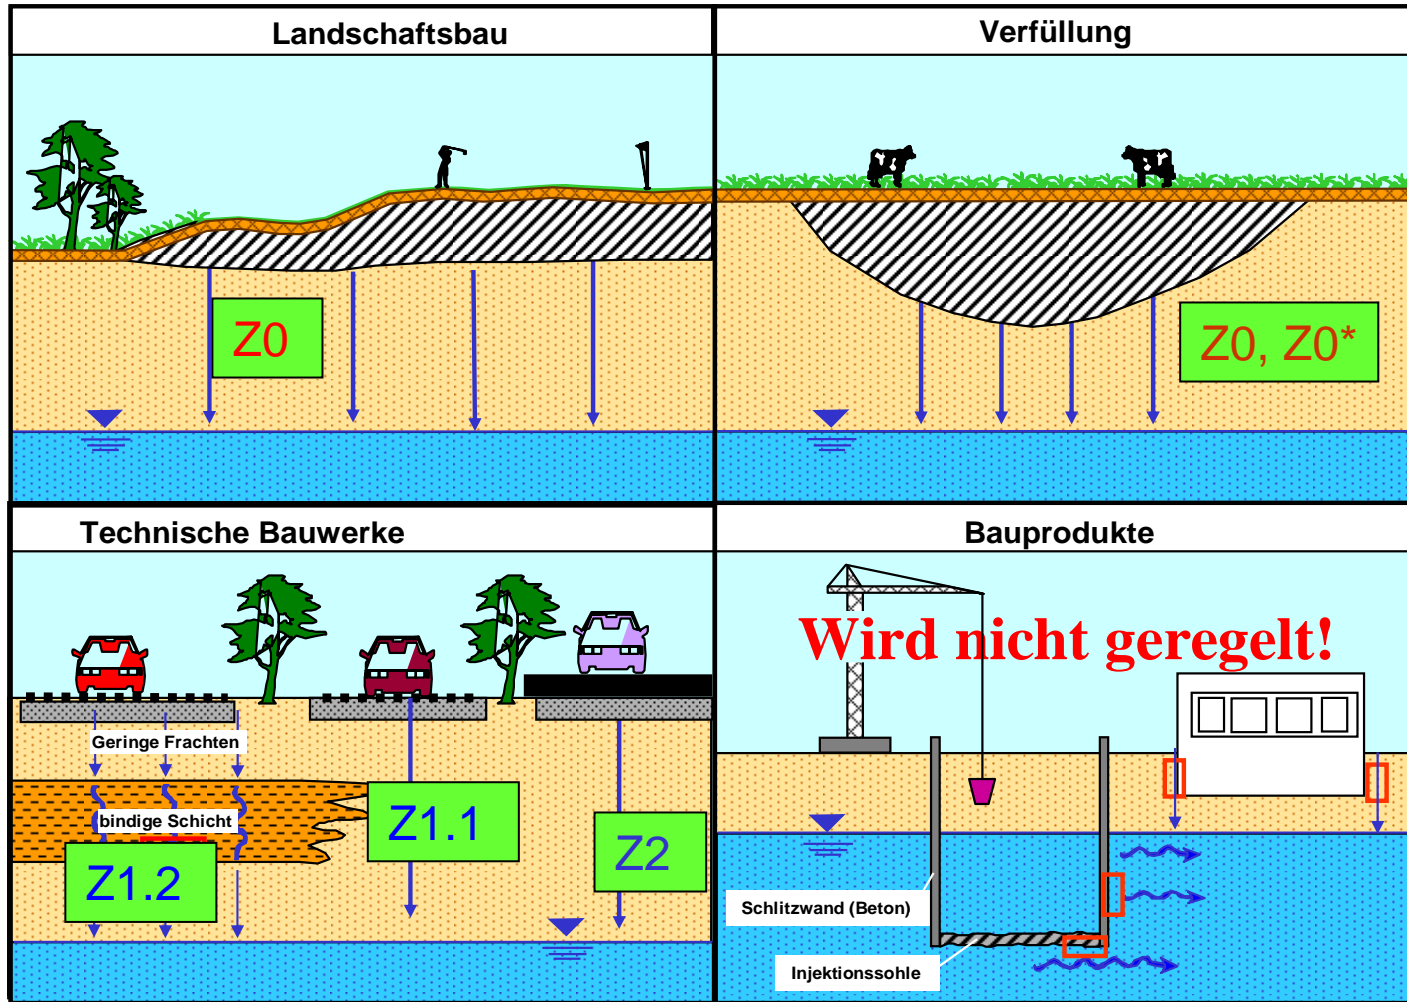 Landschaftsbau
Z0
Verfüllung
Z0, Z0*
Technische Bauwerke
Geringe Frachten
bindige Schicht
Z1.2
Z1.1
Z2
Bauprodukte
Wird nicht geregelt!
Schlitzwand (Beton)
Injektionssohle